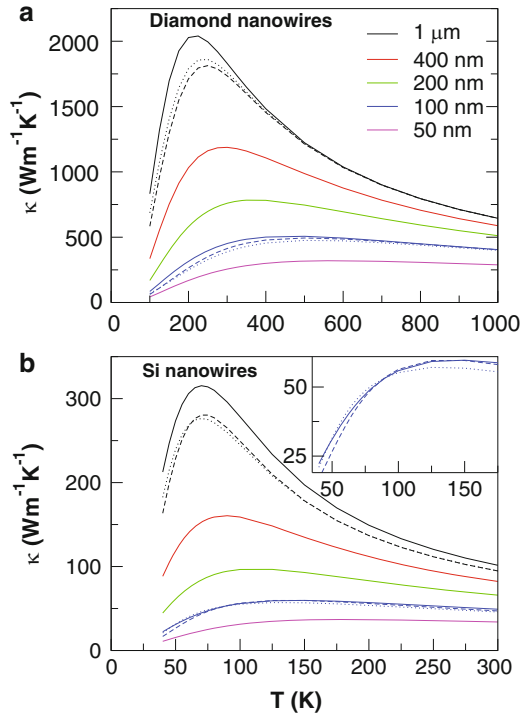 a
Diamond nanowires
1 μm
400 nm
200 nm
100 nm
50 nm
κ (Wm⁻¹K⁻¹)
2000
1500
1000
500
0
0 200 400 600 800 1000
b
Si nanowires
κ (Wm⁻¹K⁻¹)
300
200
100
0
50
25
50 100 150
0 50 100 150 200 250 300
T (K)